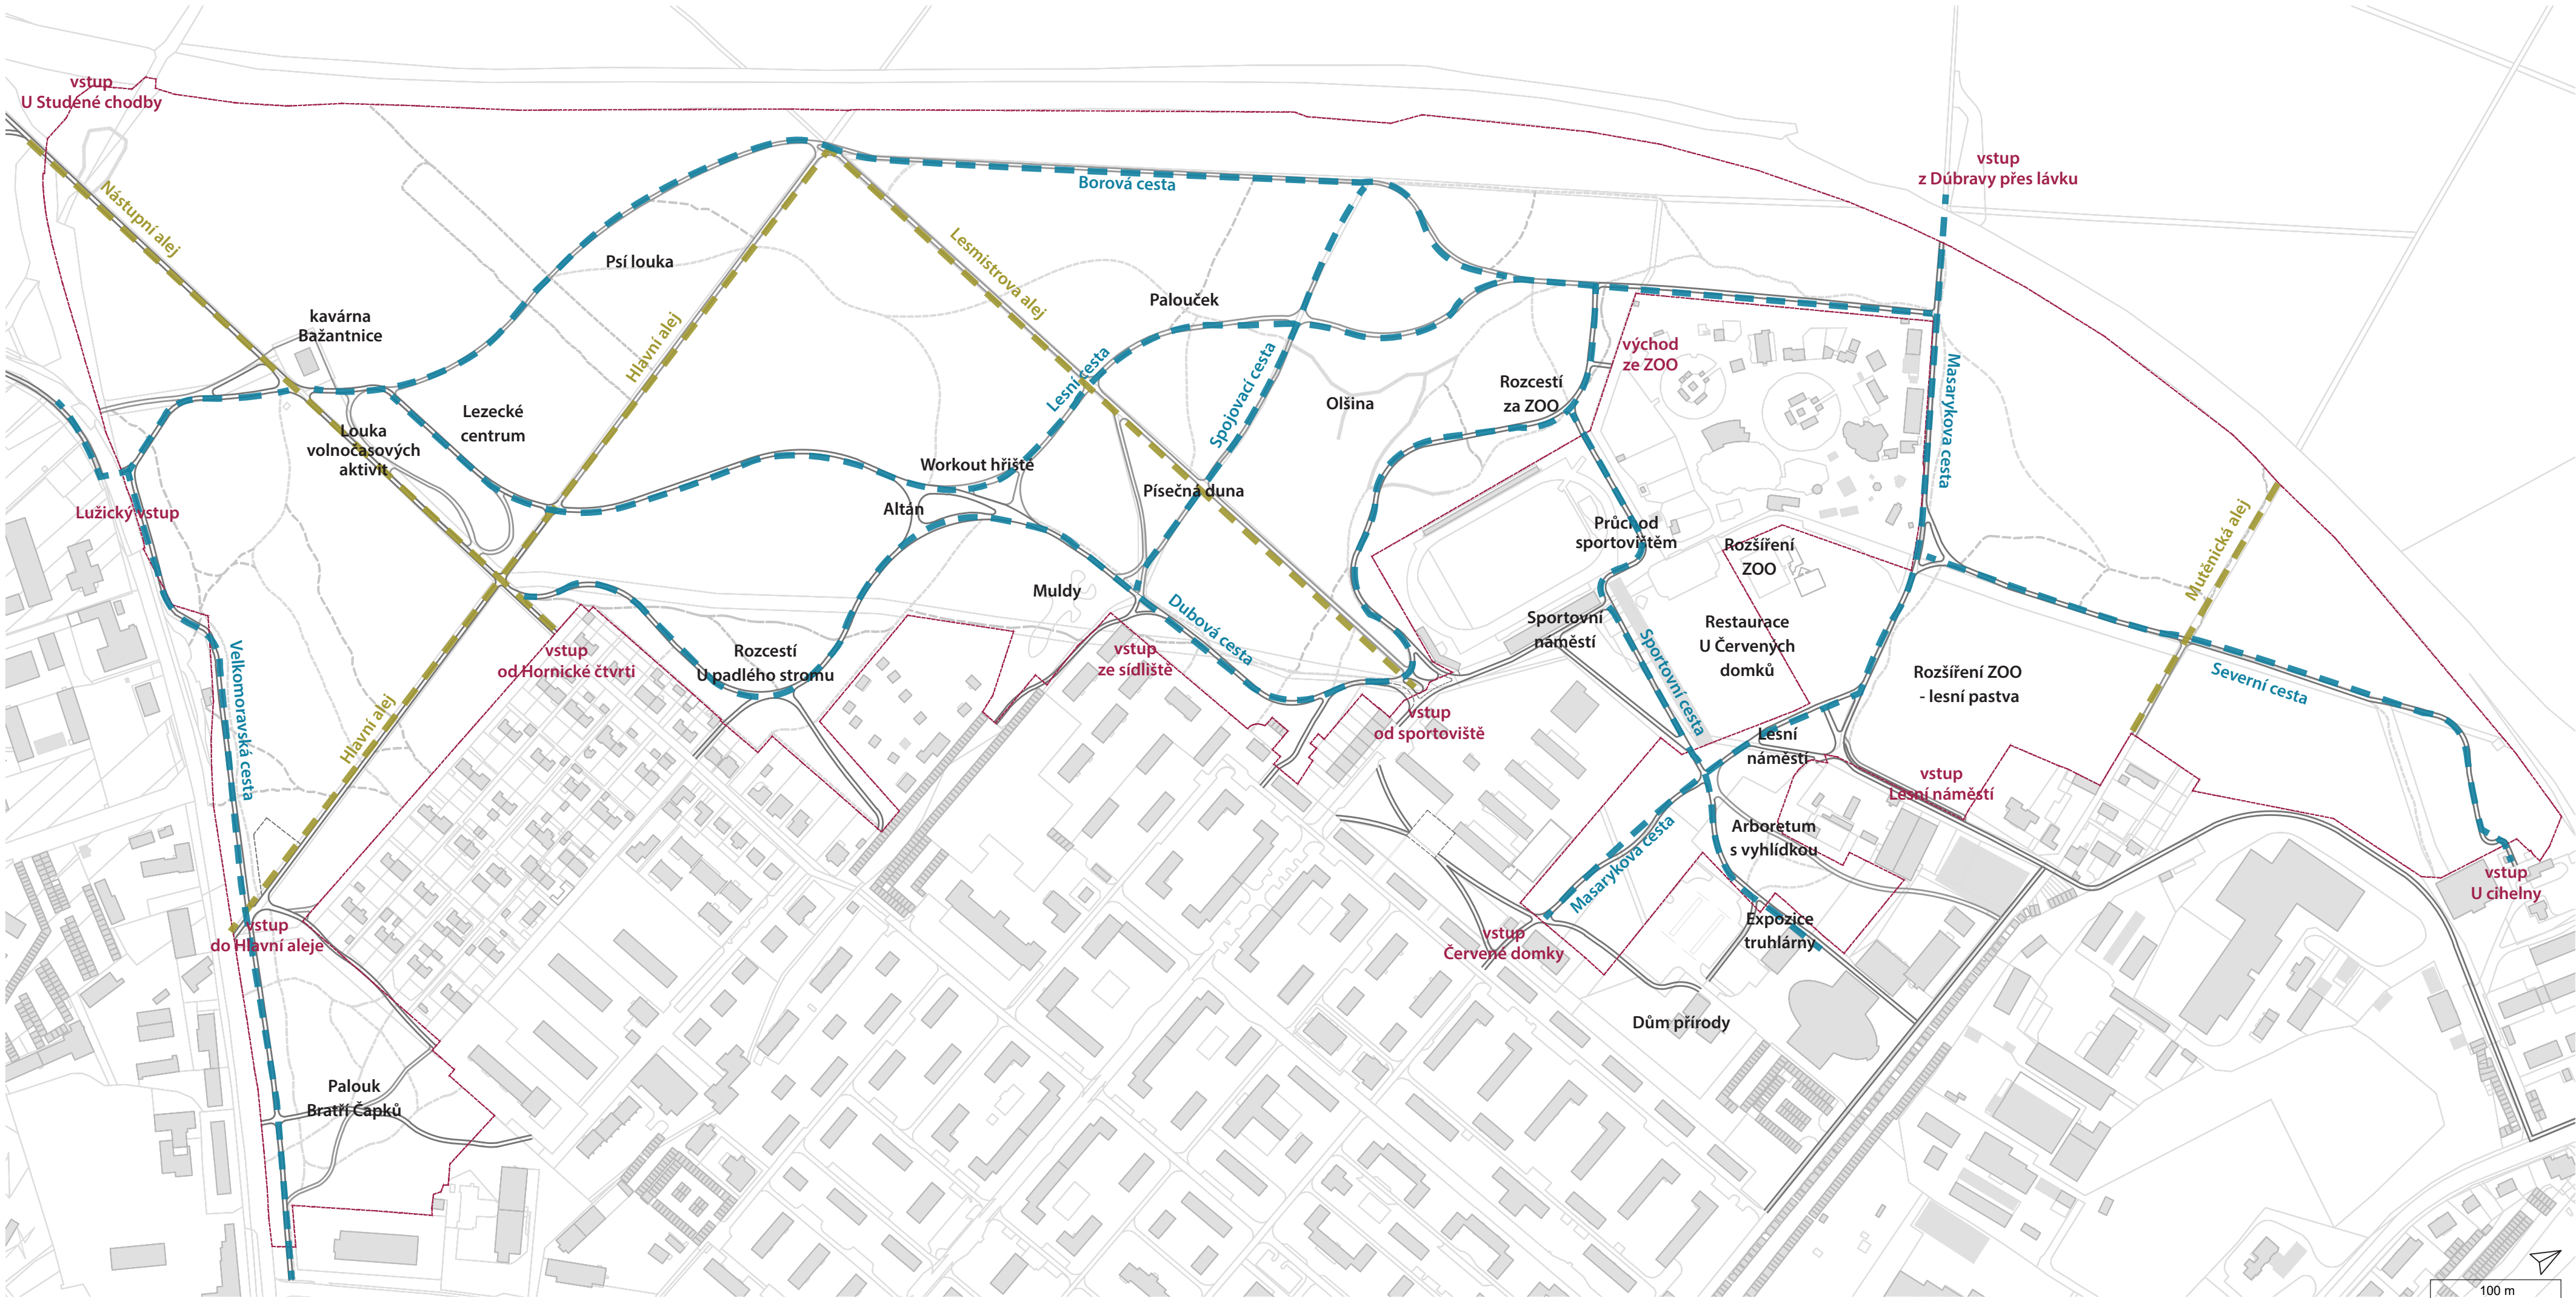 vstup
U Studené chodby
Nástupní alej
kavárna
Bažantnice
Psí louka
Hlavní alej
Lezecké
centrum
Louka
volnočasových
aktivit
Lužický vstup
Velkomoravská cesta
Hlavní alej
vstup
do Hlavní aleje
Palouk
Bratří Čapků
vstup
od Hornické čtvrti
Rozcestí
U padlého stromu
Altán
Workout hřiště
Lesní cesta
Lesmistrova alej
Borová cesta
Palouček
Spojovací cesta
Písečná duna
Muldy
Dubová cesta
vstup
ze sídliště
vstup
od sportoviště
Olšina
Rozcestí
za ZOO
východ
ze ZOO
vstup
z Dúbravy přes lávku
Masarykova cesta
Průchod
sportovištěm
Rozšíření
ZOO
Sportovní
náměstí
Sportovní cesta
Restaurace
U Červených
domků
Rozšíření ZOO
- lesní pastva
Mutěnická alej
Severní cesta
Lesní
náměstí
vstup
Lesní náměstí
Arboretum
s vyhlídkou
Masarykova cesta
vstup
Červené domky
Expozice
truhlárny
Dům přírody
vstup
U cihelny
100 m